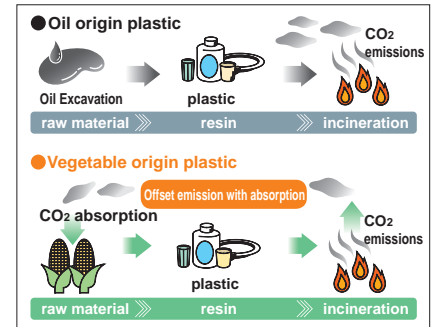 ●Oil origin plastic
CO2
emissions
Oil Excavation
plastic
raw material
resin
incineration
●Vegetable origin plastic
Offset emission with absorption
CO2 absorption
CO2
emissions
plastic
raw material
resin
incineration